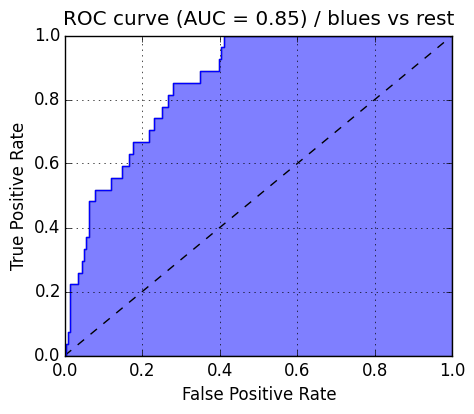 ROC curve (AUC = 0.85) / blues vs rest
1.0
0.8
0.6
0.4
0.2
0.0
True Positive Rate
0.0 0.2 0.4 0.6 0.8 1.0
False Positive Rate